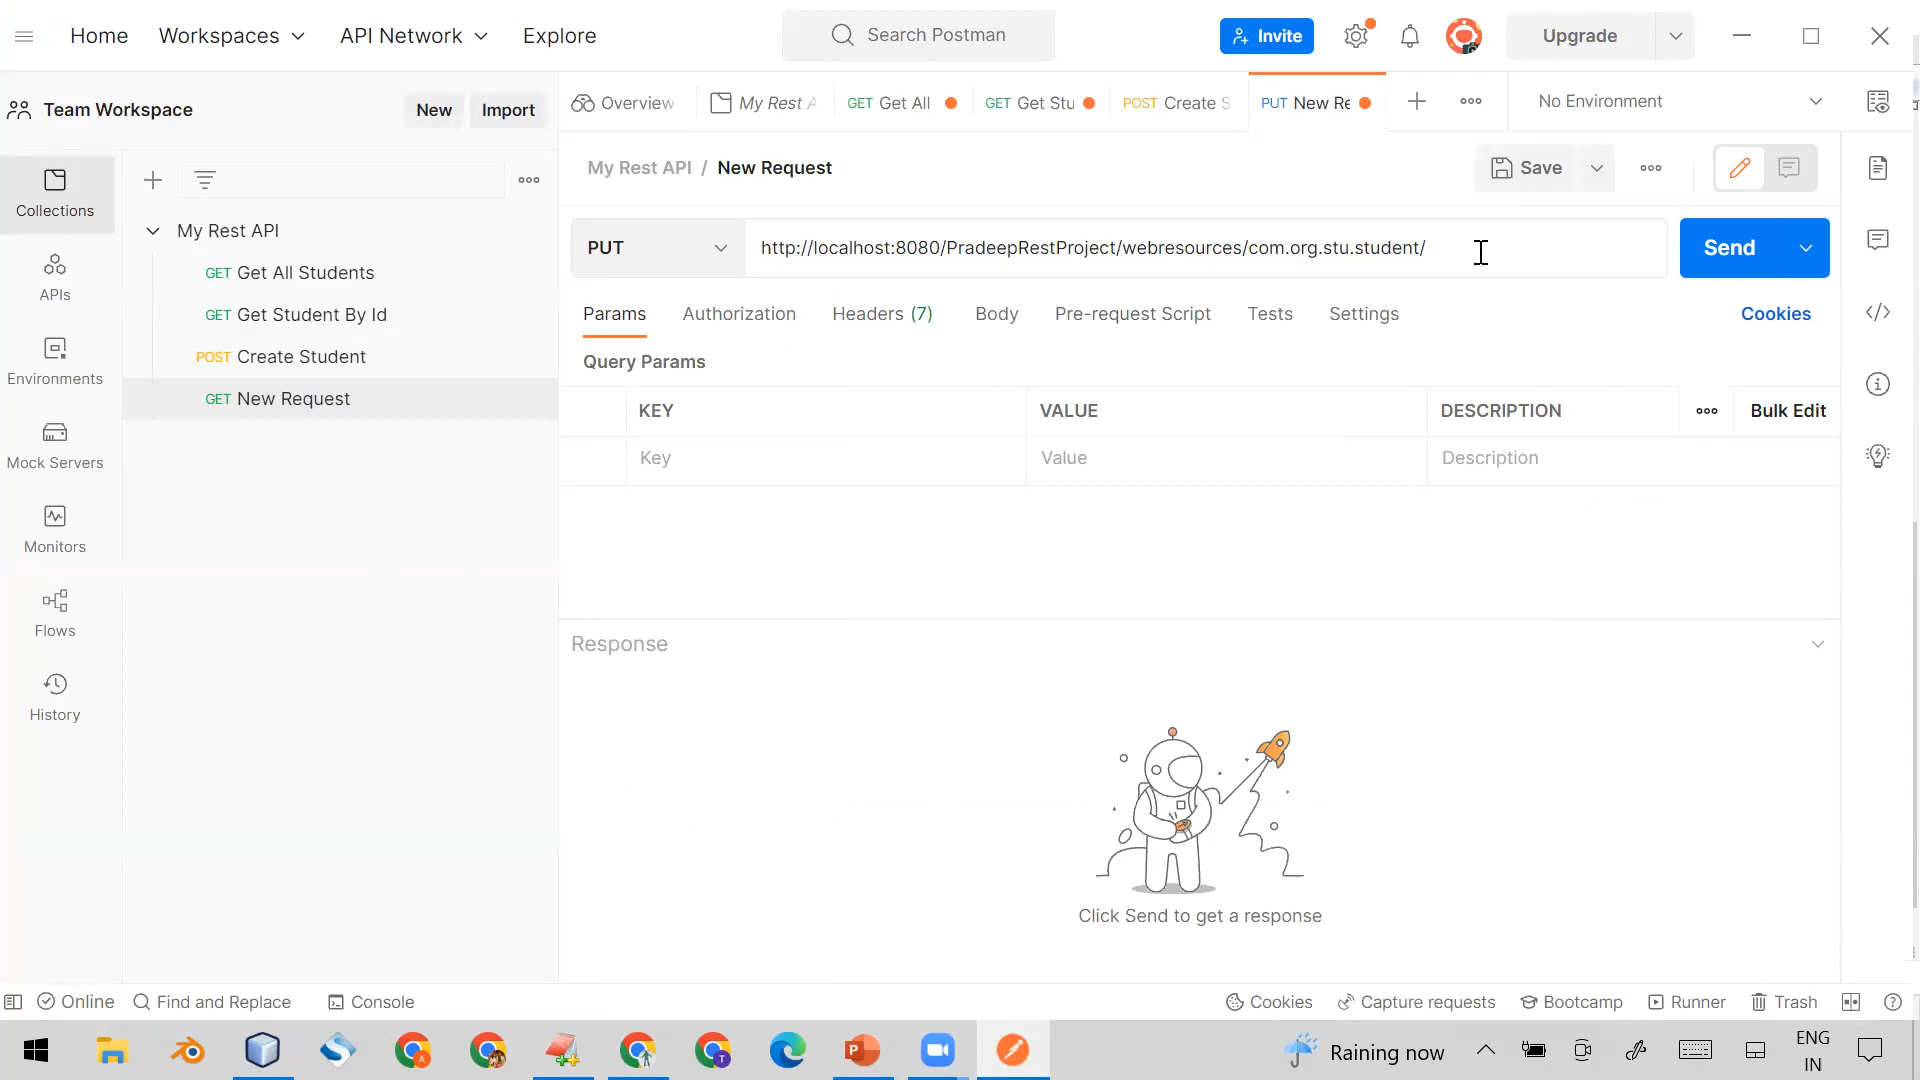 Home Workspaces API Network Explore Search Postman Invite Upgrade
Team Workspace New Import
Overview My Rest A GET Get All GET Get Stu POST Create S PUT New Re No Environment
Collections
APIs
Environments
Mock Servers
Monitors
Flows
History
My Rest API
GET Get All Students
GET Get Student By Id
POST Create Student
GET New Request
My Rest API / New Request Save
PUT http://localhost:8080/PradeepRestProject/webresources/com.org.stu.student/ Send
Params Authorization Headers (7) Body Pre-request Script Tests Settings Cookies
Query Params
KEY VALUE DESCRIPTION Bulk Edit
Key Value Description
Response
Click Send to get a response
Online Find and Replace Console Cookies Capture requests Bootcamp Runner Trash
A T P Raining now ENG
IN